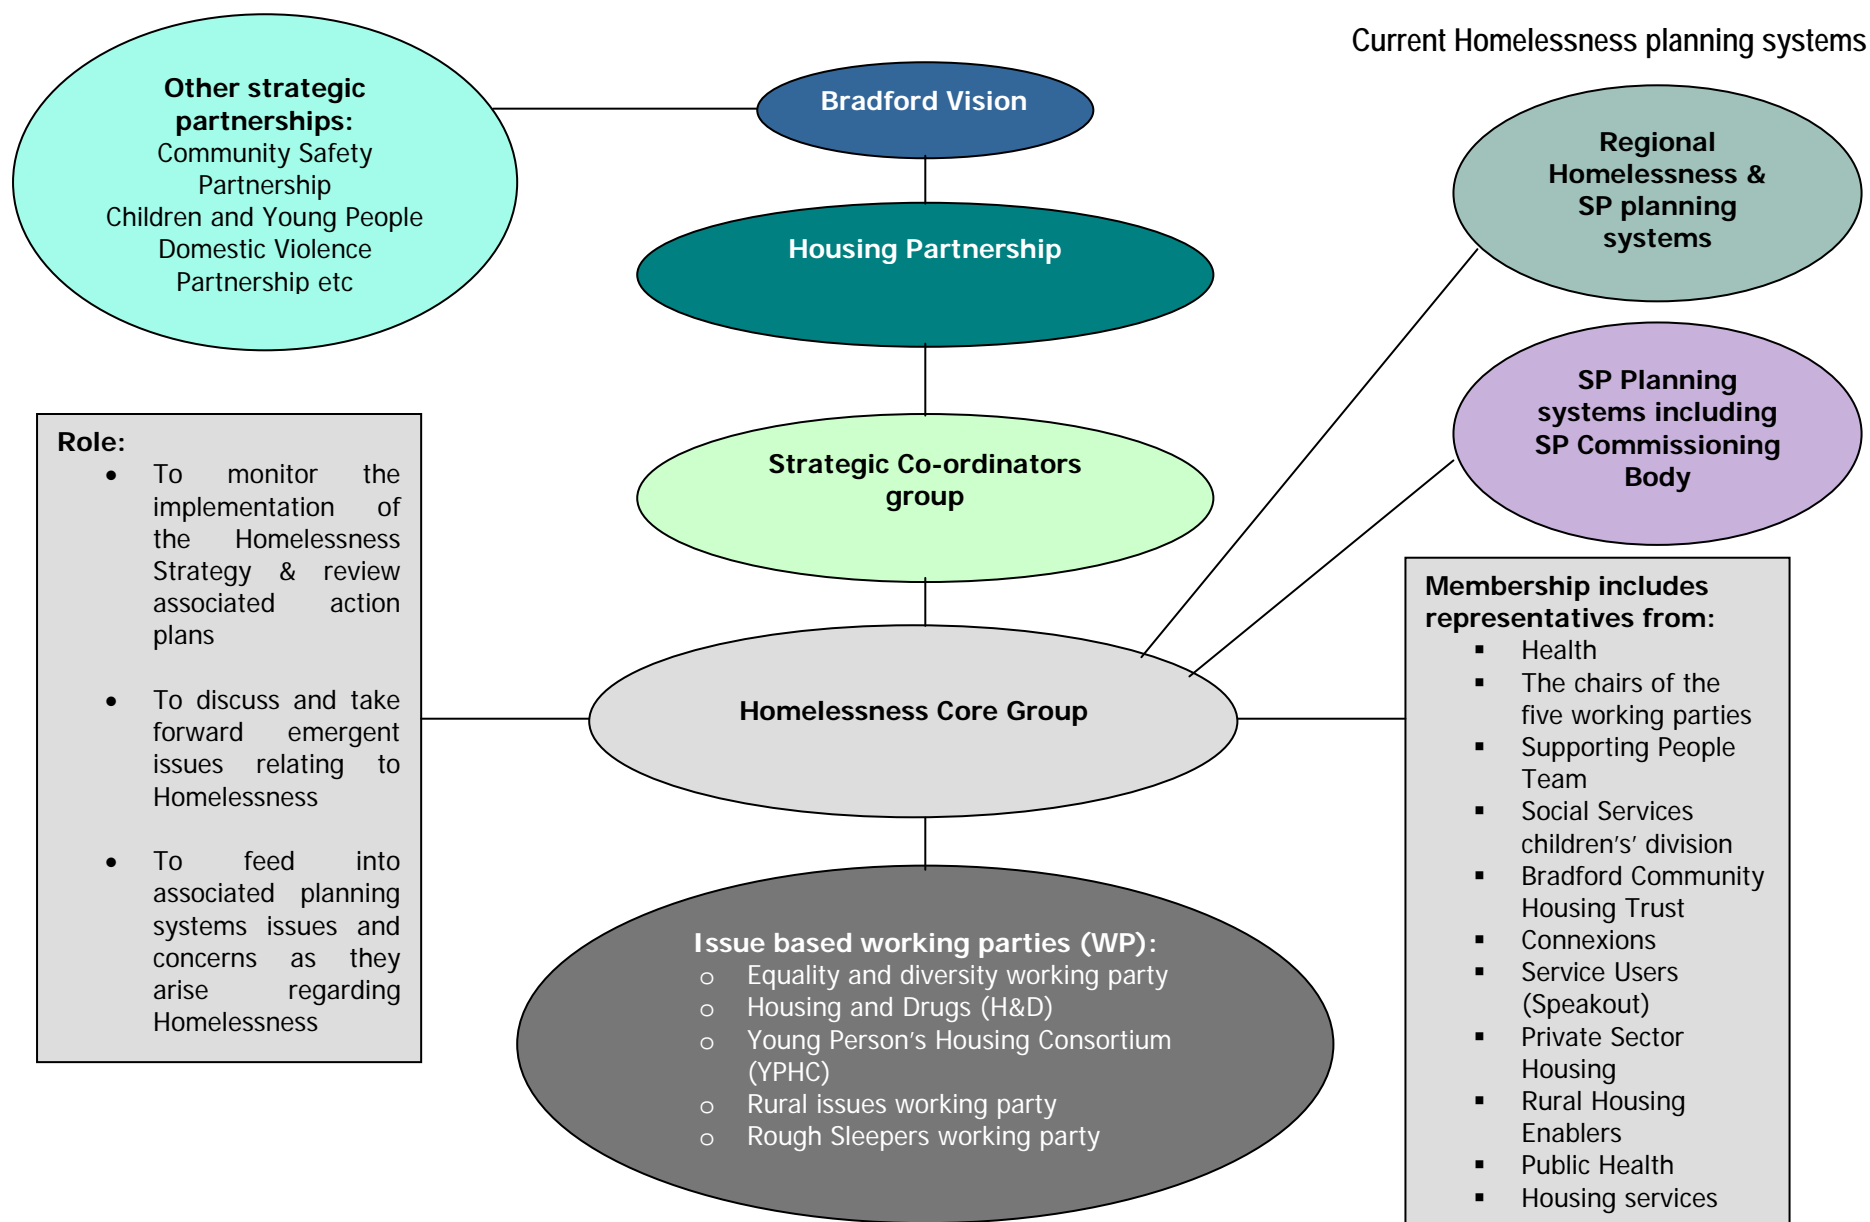 Current Homelessness planning systems
Other strategic
partnerships:
Community Safety
Partnership
Children and Young People
Domestic Violence
Partnership etc
Bradford Vision
Regional
Homelessness &
SP planning
systems
Housing Partnership
SP Planning
systems including
SP Commissioning
Body
Strategic Co-ordinators
group
Role:
• To monitor the
implementation of
the Homelessness
Strategy & review
associated action
plans
• To discuss and take
forward emergent
issues relating to
Homelessness
• To feed into
associated planning
systems issues and
concerns as they
arise regarding
Homelessness
Homelessness Core Group
Membership includes
representatives from:
▪ Health
▪ The chairs of the
five working parties
▪ Supporting People
Team
▪ Social Services
children's' division
▪ Bradford Community
Housing Trust
▪ Connexions
▪ Service Users
(Speakout)
▪ Private Sector
Housing
▪ Rural Housing
Enablers
▪ Public Health
▪ Housing services
Issue based working parties (WP):
o Equality and diversity working party
o Housing and Drugs (H&D)
o Young Person's Housing Consortium
(YPHC)
o Rural issues working party
o Rough Sleepers working party